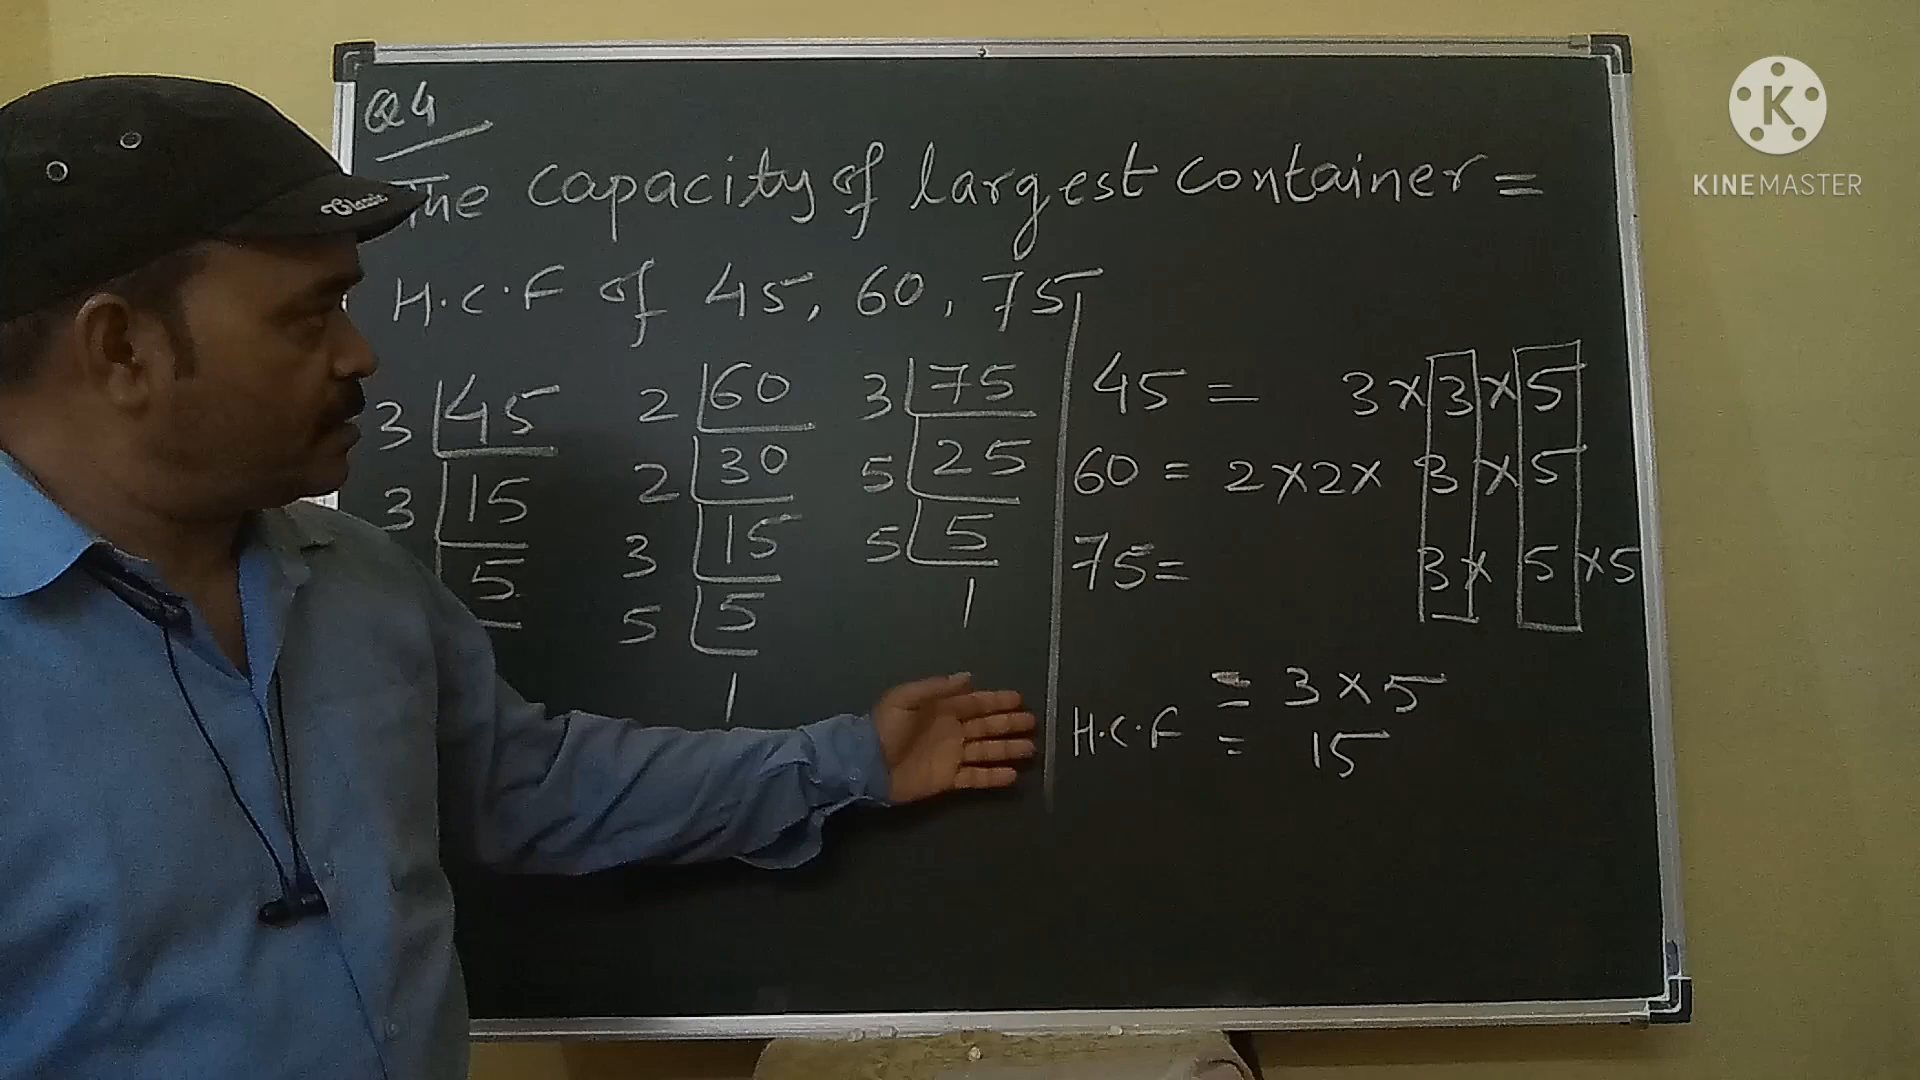 Q4
The capacity of largest container =
H.C.F of 45, 60, 75
3 45
3 15
5
2 60
2 30
3 15
5 5
1
3 75
5 25
5 5
1
45 = 3×3×5
60 = 2×2×3×5
75= 3×5×5
= 3×5
H.C.F = 15
Classic
K
KINEMASTER